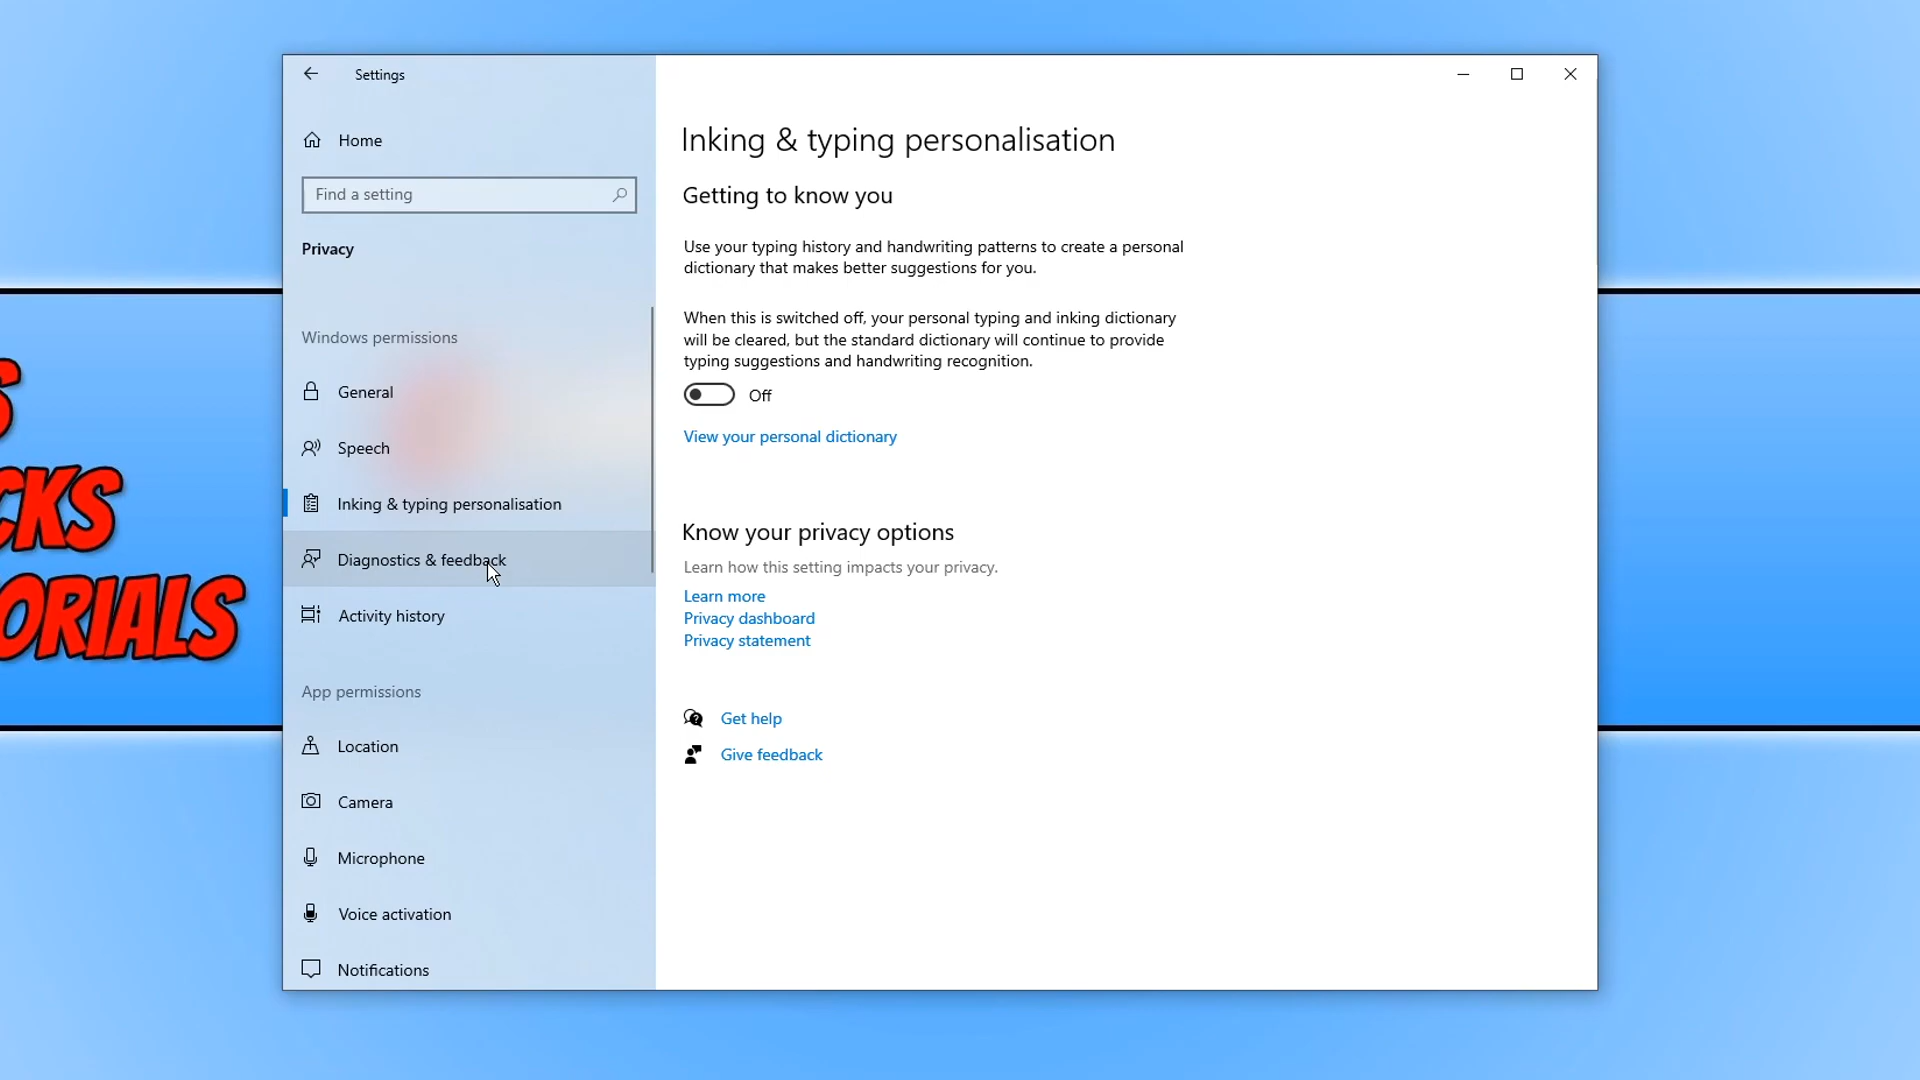 Settings
Home
Find a setting
Privacy
Windows permissions
General
Speech
Inking & typing personalisation
Diagnostics & feedback
Activity history
App permissions
Location
Camera
Microphone
Voice activation
Notifications
Inking & typing personalisation
Getting to know you
Use your typing history and handwriting patterns to create a personal
dictionary that makes better suggestions for you.
When this is switched off, your personal typing and inking dictionary
will be cleared, but the standard dictionary will continue to provide
typing suggestions and handwriting recognition.
Off
View your personal dictionary
Know your privacy options
Learn how this setting impacts your privacy.
Learn more
Privacy dashboard
Privacy statement
Get help
Give feedback